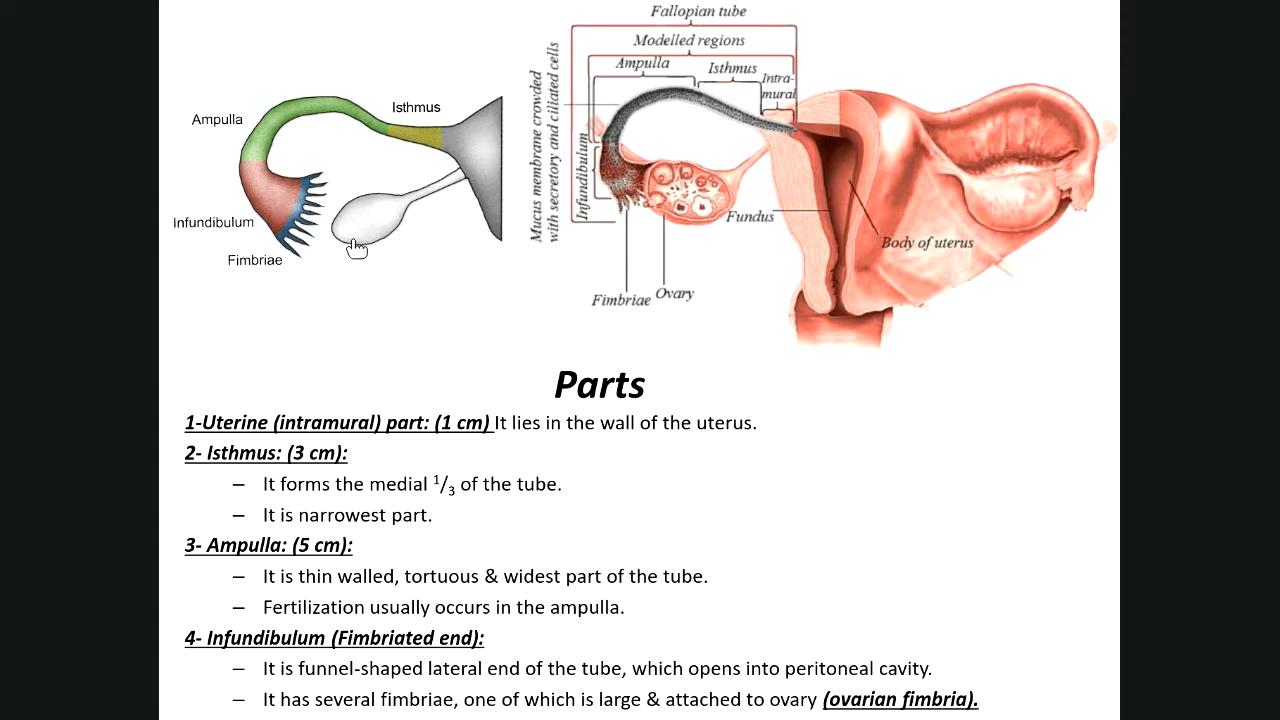 Fallopian tube
Modelled regions
Ampulla
Isthmus
Intra-
mural
Mucus membrane crowded
with secretory and ciliated cells
Infundibulum
Fundus
Body of uterus
Fimbriae
Ovary
Isthmus
Ampulla
Infundibulum
Fimbriae
Parts
1-Uterine (intramural) part: (1 cm) It lies in the wall of the uterus.
2- Isthmus: (3 cm):
– It forms the medial 1/3 of the tube.
– It is narrowest part.
3- Ampulla: (5 cm):
– It is thin walled, tortuous & widest part of the tube.
– Fertilization usually occurs in the ampulla.
4- Infundibulum (Fimbriated end):
– It is funnel-shaped lateral end of the tube, which opens into peritoneal cavity.
– It has several fimbriae, one of which is large & attached to ovary (ovarian fimbria).